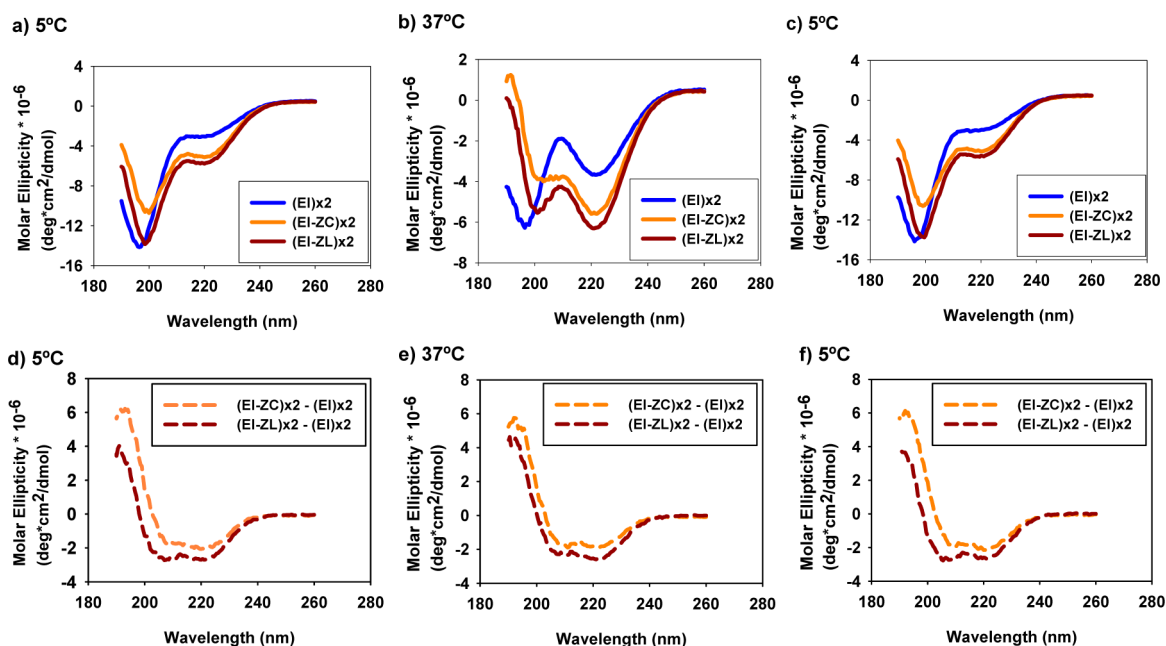 a) 5ºC
Molar Ellipticity * 10-6
(deg*cm2/dmol)
4
0
-4
-8
-12
-16
(EI)x2
(EI-ZC)x2
(EI-ZL)x2
180 200 220 240 260 280
Wavelength (nm)
b) 37ºC
Molar Ellipticity * 10-6
(deg*cm2/dmol)
2
0
-2
-4
-6
-8
(EI)x2
(EI-ZC)x2
(EI-ZL)x2
180 200 220 240 260 280
Wavelength (nm)
c) 5ºC
Molar Ellipticity * 10-6
(deg*cm2/dmol)
4
0
-4
-8
-12
-16
(EI)x2
(EI-ZC)x2
(EI-ZL)x2
180 200 220 240 260 280
Wavelength (nm)
d) 5ºC
Molar Ellipticity * 10-6
(deg*cm2/dmol)
8
6
4
2
0
-2
-4
(EI-ZC)x2 - (EI)x2
(EI-ZL)x2 - (EI)x2
180 200 220 240 260 280
Wavelength (nm)
e) 37ºC
Molar Ellipticity * 10-6
(deg*cm2/dmol)
8
6
4
2
0
-2
-4
(EI-ZC)x2 - (EI)x2
(EI-ZL)x2 - (EI)x2
180 200 220 240 260 280
Wavelength (nm)
f) 5ºC
Molar Ellipticity * 10-6
(deg*cm2/dmol)
8
6
4
2
0
-2
-4
(EI-ZC)x2 - (EI)x2
(EI-ZL)x2 - (EI)x2
180 200 220 240 260 280
Wavelength (nm)